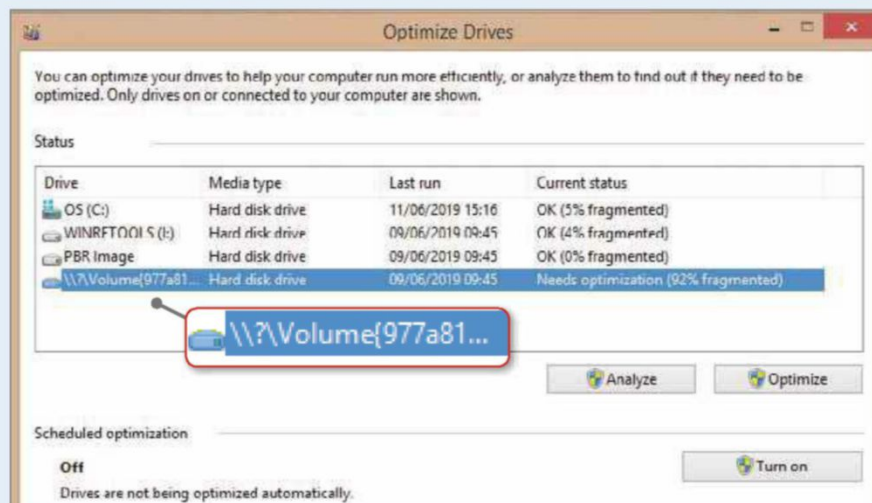 Optimize Drives
You can optimize your drives to help your computer run more efficiently, or analyze them to find out if they need to be
optimized. Only drives on or connected to your computer are shown.
Status
Drive Media type Last run Current status
OS (C:) Hard disk drive 11/06/2019 15:16 OK (5% fragmented)
WINRETOOLS (I:) Hard disk drive 09/06/2019 09:45 OK (4% fragmented)
PBR Image Hard disk drive 09/06/2019 09:45 OK (0% fragmented)
\\?\Volume{977a81... Hard disk drive 09/06/2019 09:45 Needs optimization (92% fragmented)
\\?\Volume{977a81...
Analyze Optimize
Scheduled optimization
Off Turn on
Drives are not being optimized automatically.